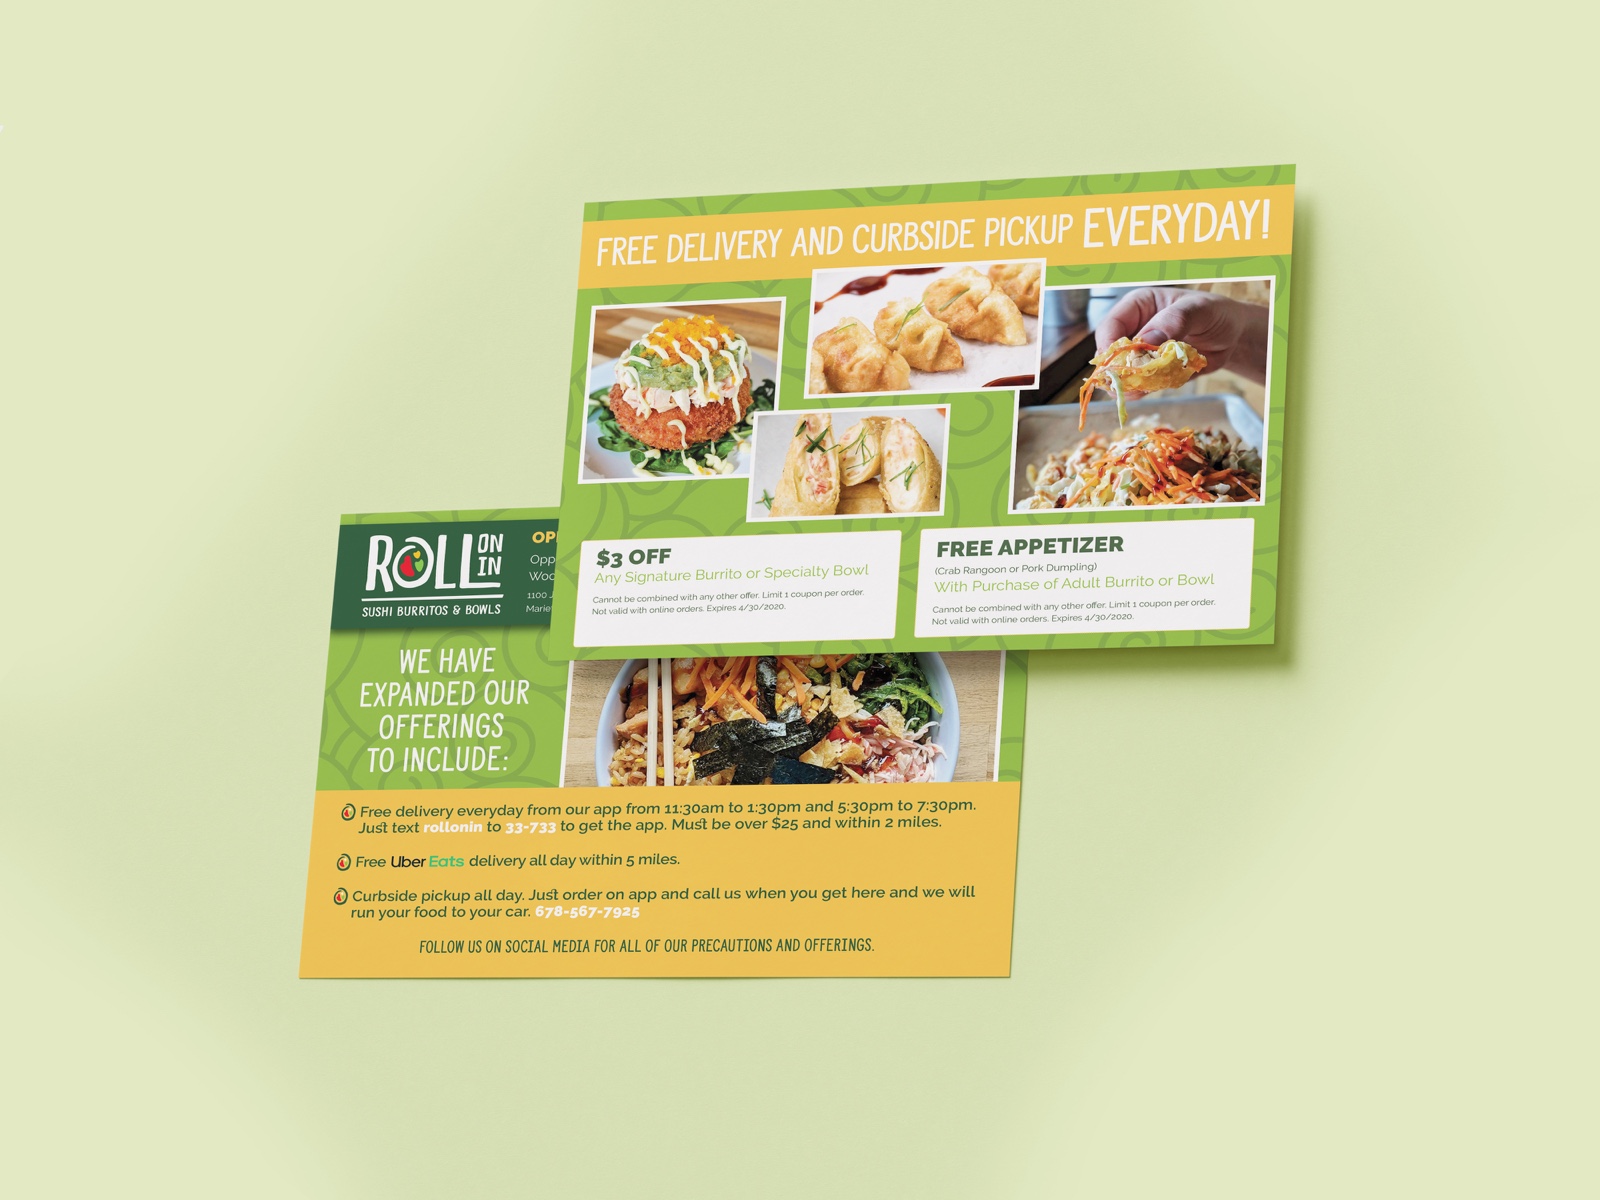 FREE DELIVERY AND CURBSIDE PICKUP EVERYDAY!
$3 OFF
Any Signature Burrito or Specialty Bowl
Cannot be combined with any other offer. Limit 1 coupon per order.
Not valid with online orders. Expires 4/30/2020.
FREE APPETIZER
(Crab Rangoon or Pork Dumpling)
With Purchase of Adult Burrito or Bowl
Cannot be combined with any other offer. Limit 1 coupon per order.
Not valid with online orders. Expires 4/30/2020.
ROLL ON IN
SUSHI BURRITOS & BOWLS
1100
WE HAVE
EXPANDED OUR
OFFERINGS
TO INCLUDE:
Free delivery everyday from our app from 11:30am to 1:30pm and 5:30pm to 7:30pm.
Just text rollonin to 33-733 to get the app. Must be over $25 and within 2 miles.
Free Uber Eats delivery all day within 5 miles.
Curbside pickup all day. Just order on app and call us when you get here and we will
run your food to your car. 678-567-7925
FOLLOW US ON SOCIAL MEDIA FOR ALL OF OUR PRECAUTIONS AND OFFERINGS.